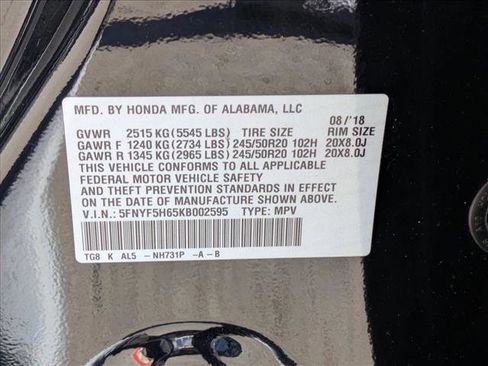 MFD. BY HONDA MFG. OF ALABAMA, LLC 08/'18
GVWR 2515 KG (5545 LBS) TIRE SIZE RIM SIZE
GAWR F 1240 KG (2734 LBS) 245/50R20 102H 20X8.0J
GAWR R 1345 KG (2965 LBS) 245/50R20 102H 20X8.0J
THIS VEHICLE CONFORMS TO ALL APPLICABLE
FEDERAL MOTOR VEHICLE SAFETY AND
THEFT PREVENTION STANDARDS IN EFFECT ON
THE DATE OF MANUFACTURE SHOWN ABOVE.
V.I.N.: 5FNYF5H65KB002595 TYPE: MPV
TG8 K AL5 -NH731P -A-B